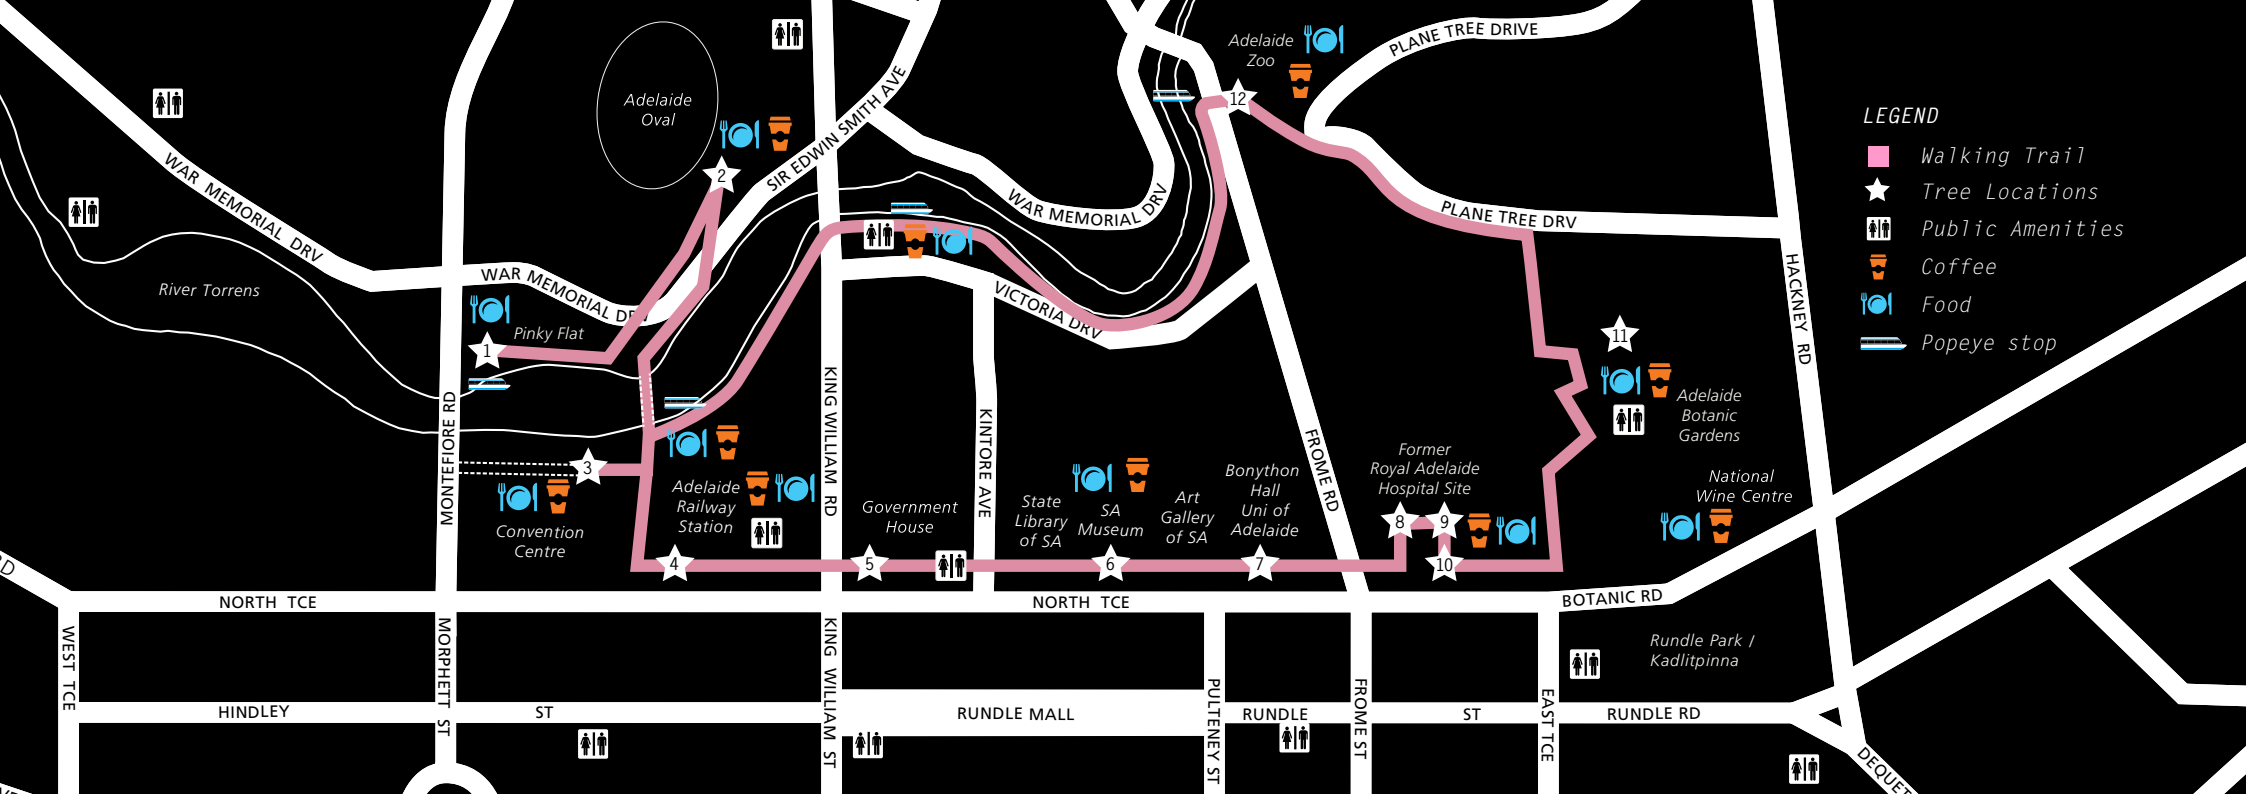 PLANE TREE DRIVE
Adelaide
Zoo
12
Adelaide
Oval
SIR EDWIN SMITH AVE
2
LEGEND
Walking Trail
Tree Locations
Public Amenities
Coffee
Food
Popeye stop
WAR MEMORIAL DRV
WAR MEMORIAL DRV
PLANE TREE DRV
River Torrens
WAR MEMORIAL DRV
Pinky Flat
1
VICTORIA DRV
HACKNEY RD
11
Adelaide
Botanic
Gardens
MONTEFIORE RD
KING WILLIAM RD
KINTORE AVE
FROME RD
3
Convention
Centre
Adelaide
Railway
Station
Government
House
State
Library
of SA
SA
Museum
Art
Gallery
of SA
Bonython
Hall
Uni of
Adelaide
Former
Royal Adelaide
Hospital Site
National
Wine Centre
8
9
4
5
6
7
10
RD
NORTH TCE
NORTH TCE
BOTANIC RD
WEST TCE
MORPHETT ST
KING WILLIAM ST
PULTENEY ST
FROME ST
EAST TCE
Rundle Park /
Kadlitpinna
HINDLEY ST
RUNDLE MALL
RUNDLE ST
RUNDLE RD
DEQUET